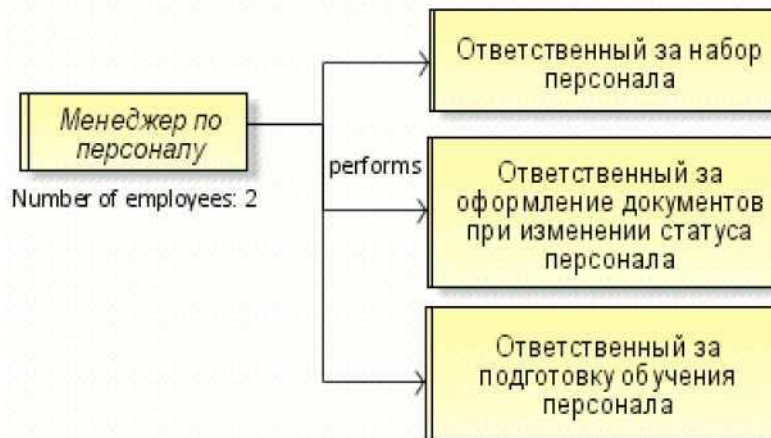 Менеджер по
персоналу
Number of employees: 2
performs
Ответственный за набор
персонала
Ответственный за
оформление документов
при изменении статуса
персонала
Ответственный за
подготовку обучения
персонала